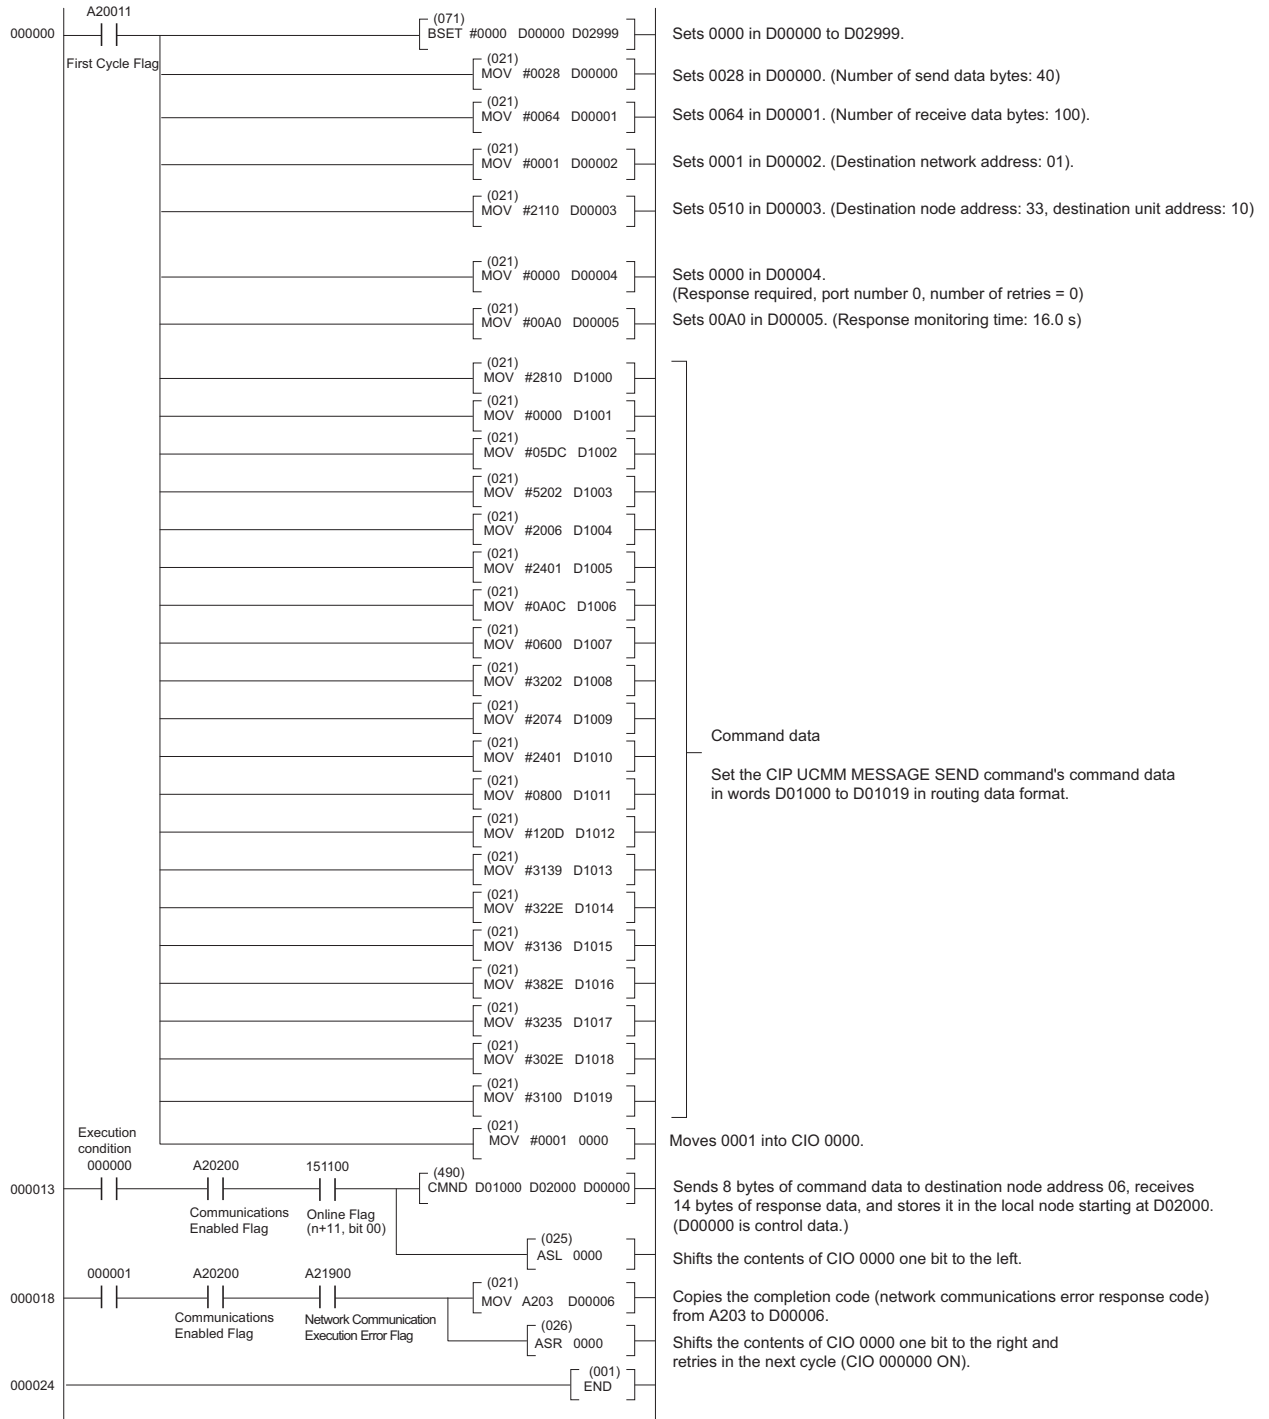 A20011
000000
First Cycle Flag
(071)
BSET #0000 D00000 D02999
Sets 0000 in D00000 to D02999.
(021)
MOV #0028 D00000
Sets 0028 in D00000. (Number of send data bytes: 40)
(021)
MOV #0064 D00001
Sets 0064 in D00001. (Number of receive data bytes: 100).
(021)
MOV #0001 D00002
Sets 0001 in D00002. (Destination network address: 01).
(021)
MOV #2110 D00003
Sets 0510 in D00003. (Destination node address: 33, destination unit address: 10)
(021)
MOV #0000 D00004
Sets 0000 in D00004.
(Response required, port number 0, number of retries = 0)
(021)
MOV #00A0 D00005
Sets 00A0 in D00005. (Response monitoring time: 16.0 s)
(021)
MOV #2810 D1000
(021)
MOV #0000 D1001
(021)
MOV #05DC D1002
(021)
MOV #5202 D1003
(021)
MOV #2006 D1004
(021)
MOV #2401 D1005
(021)
MOV #0A0C D1006
(021)
MOV #0600 D1007
(021)
MOV #3202 D1008
(021)
MOV #2074 D1009
(021)
MOV #2401 D1010
(021)
MOV #0800 D1011
(021)
MOV #120D D1012
(021)
MOV #3139 D1013
(021)
MOV #322E D1014
(021)
MOV #3136 D1015
(021)
MOV #382E D1016
(021)
MOV #3235 D1017
(021)
MOV #302E D1018
(021)
MOV #3100 D1019
Command data
Set the CIP UCMM MESSAGE SEND command's command data
in words D01000 to D01019 in routing data format.
(021)
MOV #0001 0000
Moves 0001 into CIO 0000.
Execution
condition
000000
A20200
151100
000013
Communications
Enabled Flag
Online Flag
(n+11, bit 00)
(490)
CMND D01000 D02000 D00000
Sends 8 bytes of command data to destination node address 06, receives
14 bytes of response data, and stores it in the local node starting at D02000.
(D00000 is control data.)
(025)
ASL 0000
Shifts the contents of CIO 0000 one bit to the left.
000001
A20200
A21900
000018
Communications
Enabled Flag
Network Communication
Execution Error Flag
(021)
MOV A203 D00006
Copies the completion code (network communications error response code)
from A203 to D00006.
(026)
ASR 0000
Shifts the contents of CIO 0000 one bit to the right and
retries in the next cycle (CIO 000000 ON).
000024
(001)
END